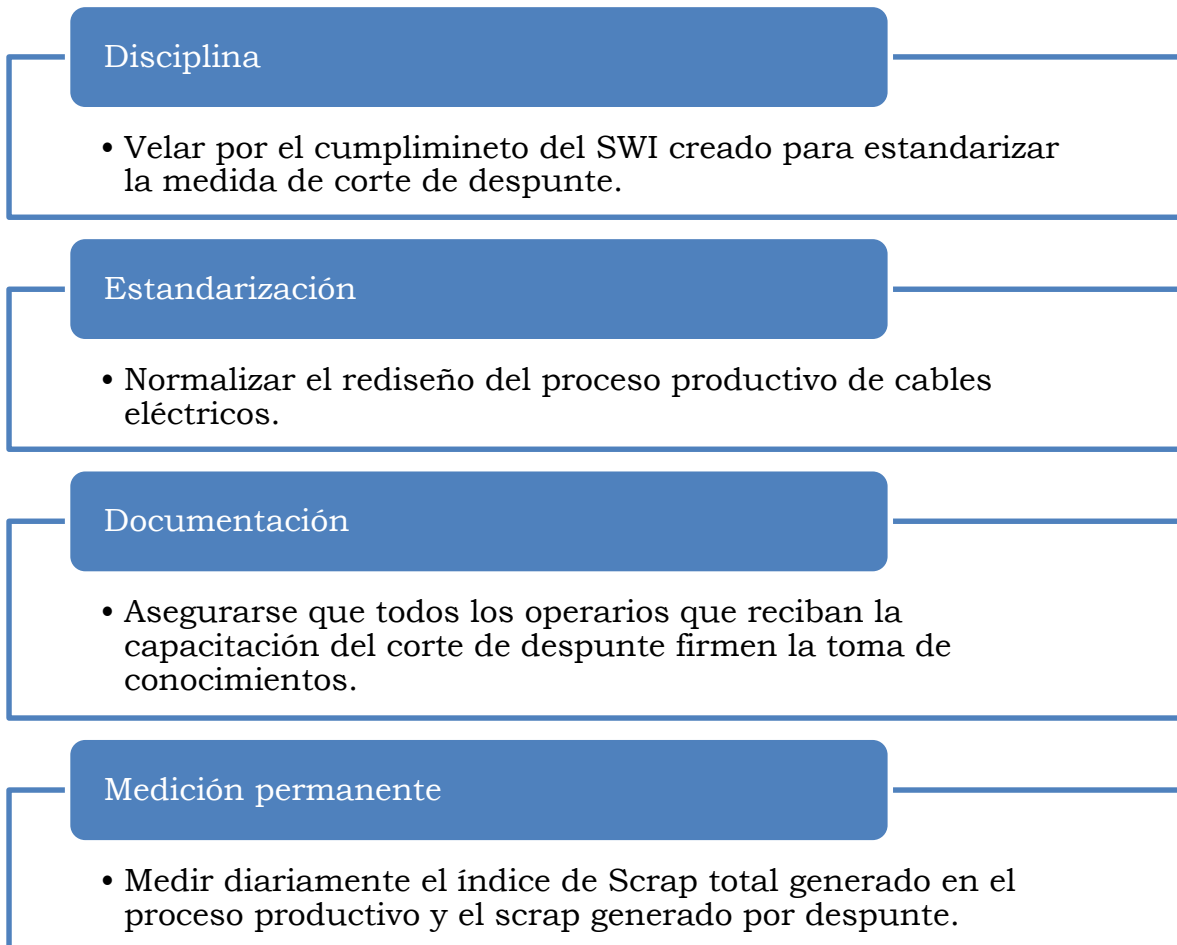 Disciplina
• Velar por el cumplimineto del SWI creado para estandarizar
la medida de corte de despunte.
Estandarización
• Normalizar el rediseño del proceso productivo de cables
eléctricos.
Documentación
• Asegurarse que todos los operarios que reciban la
capacitación del corte de despunte firmen la toma de
conocimientos.
Medición permanente
• Medir diariamente el índice de Scrap total generado en el
proceso productivo y el scrap generado por despunte.